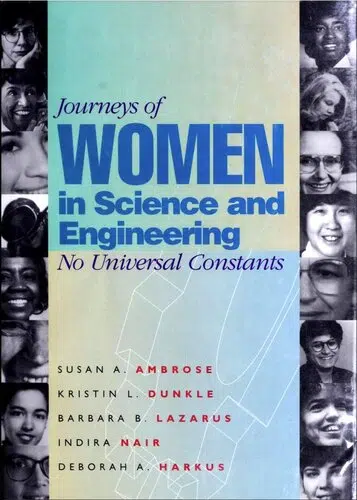 Journeys of
WOMEN
in Science and
Engineering
No Universal Constants
SUSAN A. AMBROSE
KRISTIN L. DUNKLE
BARBARA B. LAZARUS
INDIRA NAIR
DEBORAH A. HARKUS